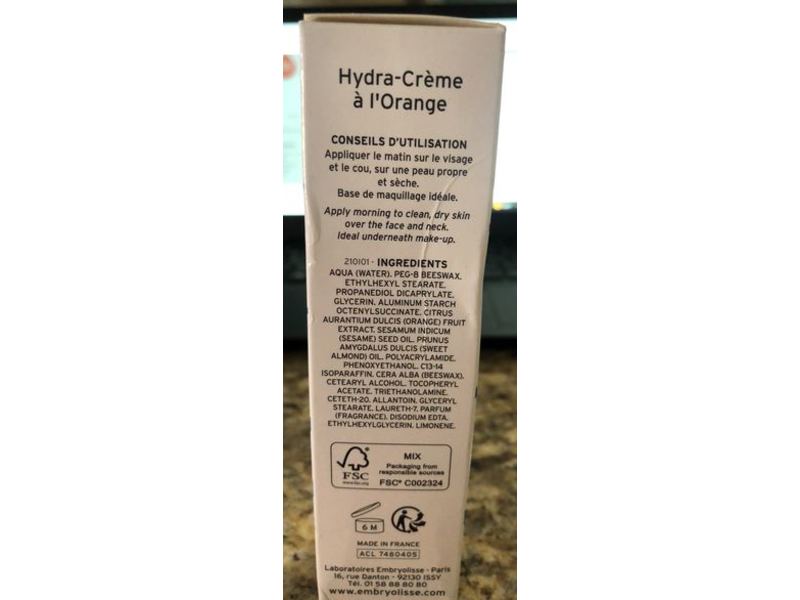 Hydra-Crème
à l'Orange
CONSEILS D'UTILISATION
Appliquer le matin sur le visage
et le cou, sur une peau propre
et sèche.
Base de maquillage idéale.
Apply morning to clean, dry skin
over the face and neck.
Ideal underneath make-up.
210101 - INGREDIENTS
AQUA (WATER). PEG-8 BEESWAX.
ETHYLHEXYL STEARATE.
PROPANEDIOL DICAPRYLATE.
GLYCERIN. ALUMINUM STARCH
OCTENYLSUCCINATE. CITRUS
AURANTIUM DULCIS (ORANGE) FRUIT
EXTRACT. SESAMUM INDICUM
(SESAME) SEED OIL. PRUNUS
AMYGDALUS DULCIS (SWEET
ALMOND) OIL. POLYACRYLAMIDE.
PHENOXYETHANOL. C13-14
ISOPARAFFIN. CERA ALBA (BEESWAX).
CETEARYL ALCOHOL. TOCOPHERYL
ACETATE. TRIETHANOLAMINE.
CETETH-20. ALLANTOIN. GLYCERYL
STEARATE. LAURETH-7. PARFUM
(FRAGRANCE). DISODIUM EDTA.
ETHYLHEXYLGLYCERIN. LIMONENE.
FSC®
www.fsc.org
MIX
Packaging from
responsible sources
FSC® C002324
6 M
MADE IN FRANCE
ACL 7480405
Laboratoires Embryolisse - Paris
16, rue Danton - 92130 ISSY
Tél. 01 58 88 80 80
www.embryolisse.com